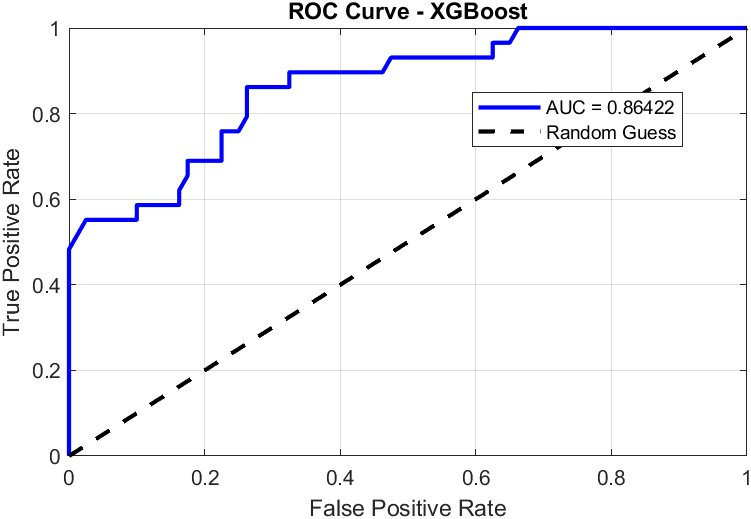 ROC Curve - XGBoost
True Positive Rate
1
0.8
0.6
0.4
0.2
0
AUC = 0.86422
Random Guess
0 0.2 0.4 0.6 0.8 1
False Positive Rate